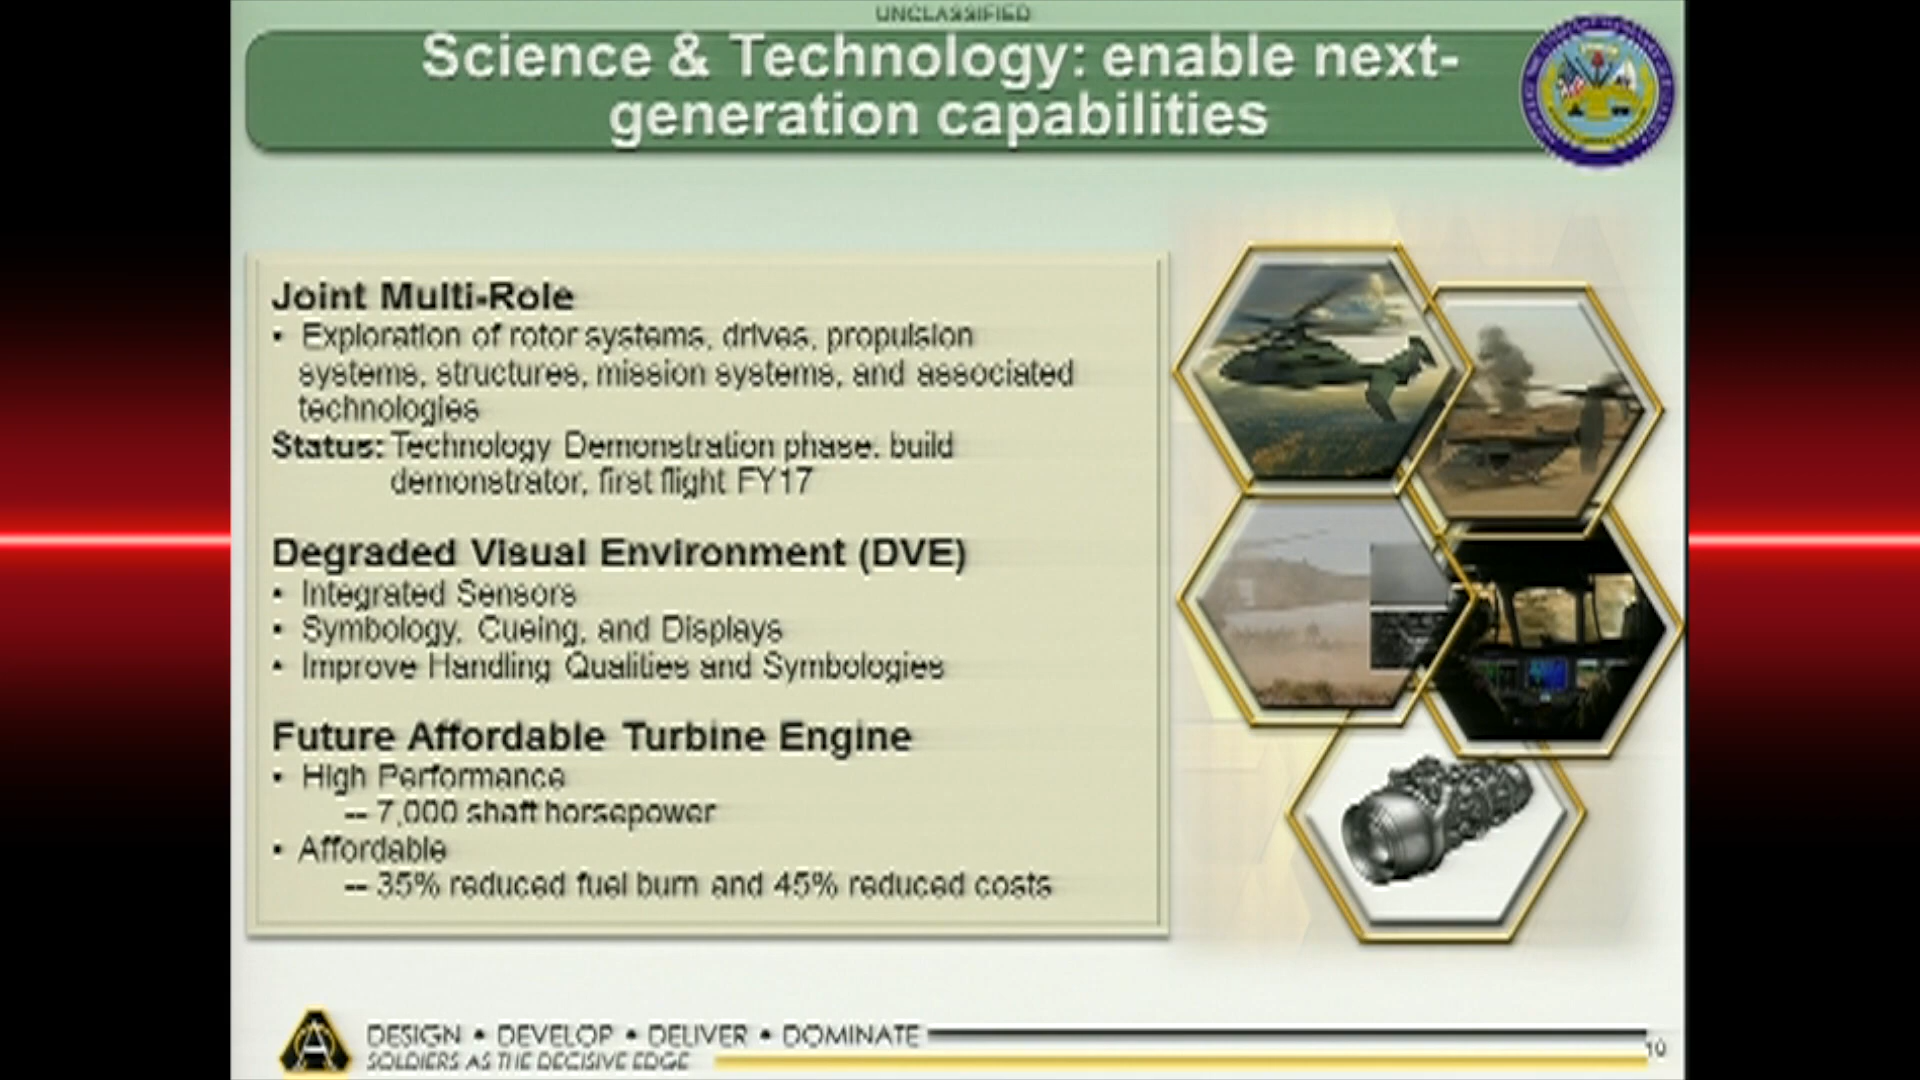 UNCLASSIFIED
Science & Technology: enable next-
generation capabilities
Joint Multi-Role
• Exploration of rotor systems, drives, propulsion
systems, structures, mission systems, and associated
technologies
Status: Technology Demonstration phase: build
demonstrator, first flight FY17
Degraded Visual Environment (DVE)
• Integrated Sensors
• Symbology, Cueing, and Displays
• Improve Handling Qualities and Symbologies
Future Affordable Turbine Engine
• High Performance
-- 7,000 shaft horsepower
• Affordable
-- 35% reduced fuel burn and 45% reduced costs
DESIGN • DEVELOP • DELIVER • DOMINATE
SOLDIERS AS THE DECISIVE EDGE
10